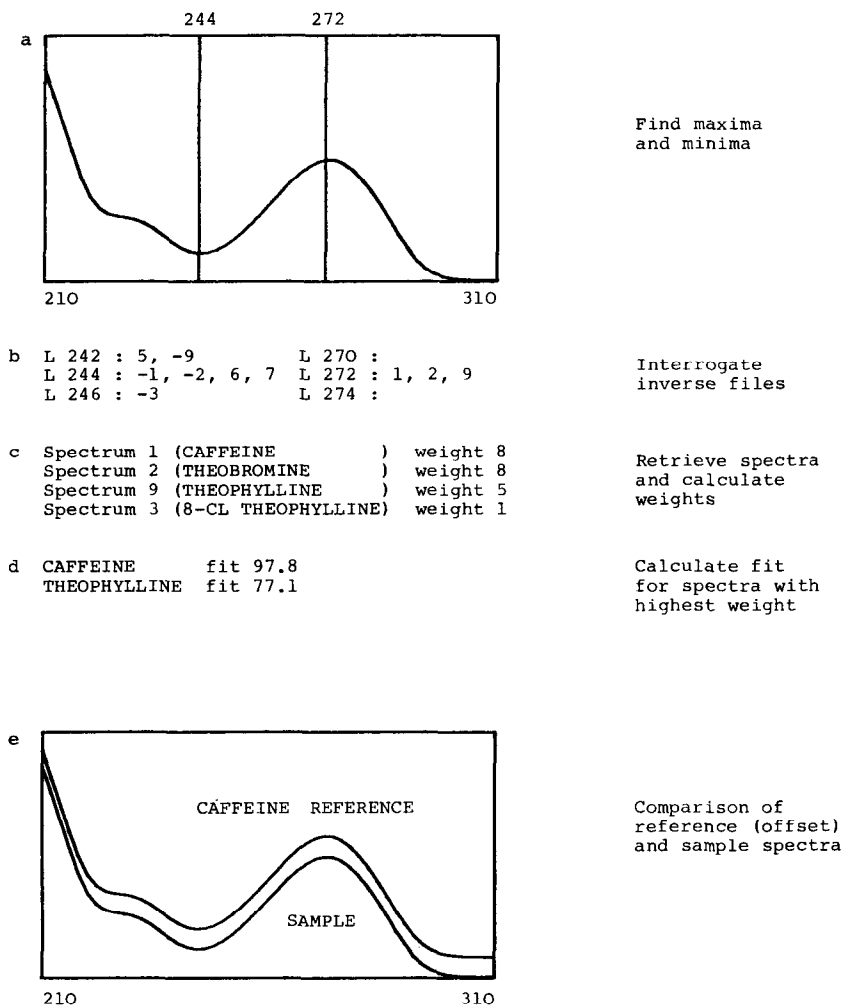 244 272
a
Find maxima
and minima
210 310
b L 242 : 5, -9 L 270 :
L 244 : -1, -2, 6, 7 L 272 : 1, 2, 9
L 246 : -3 L 274 :
Interrogate
inverse files
c Spectrum 1 (CAFFEINE ) weight 8
Spectrum 2 (THEOBROMINE ) weight 8
Spectrum 9 (THEOPHYLLINE ) weight 5
Spectrum 3 (8-CL THEOPHYLLINE) weight 1
Retrieve spectra
and calculate
weights
d CAFFEINE fit 97.8
THEOPHYLLINE fit 77.1
Calculate fit
for spectra with
highest weight
e
CAFFEINE REFERENCE
SAMPLE
Comparison of
reference (offset)
and sample spectra
210 310